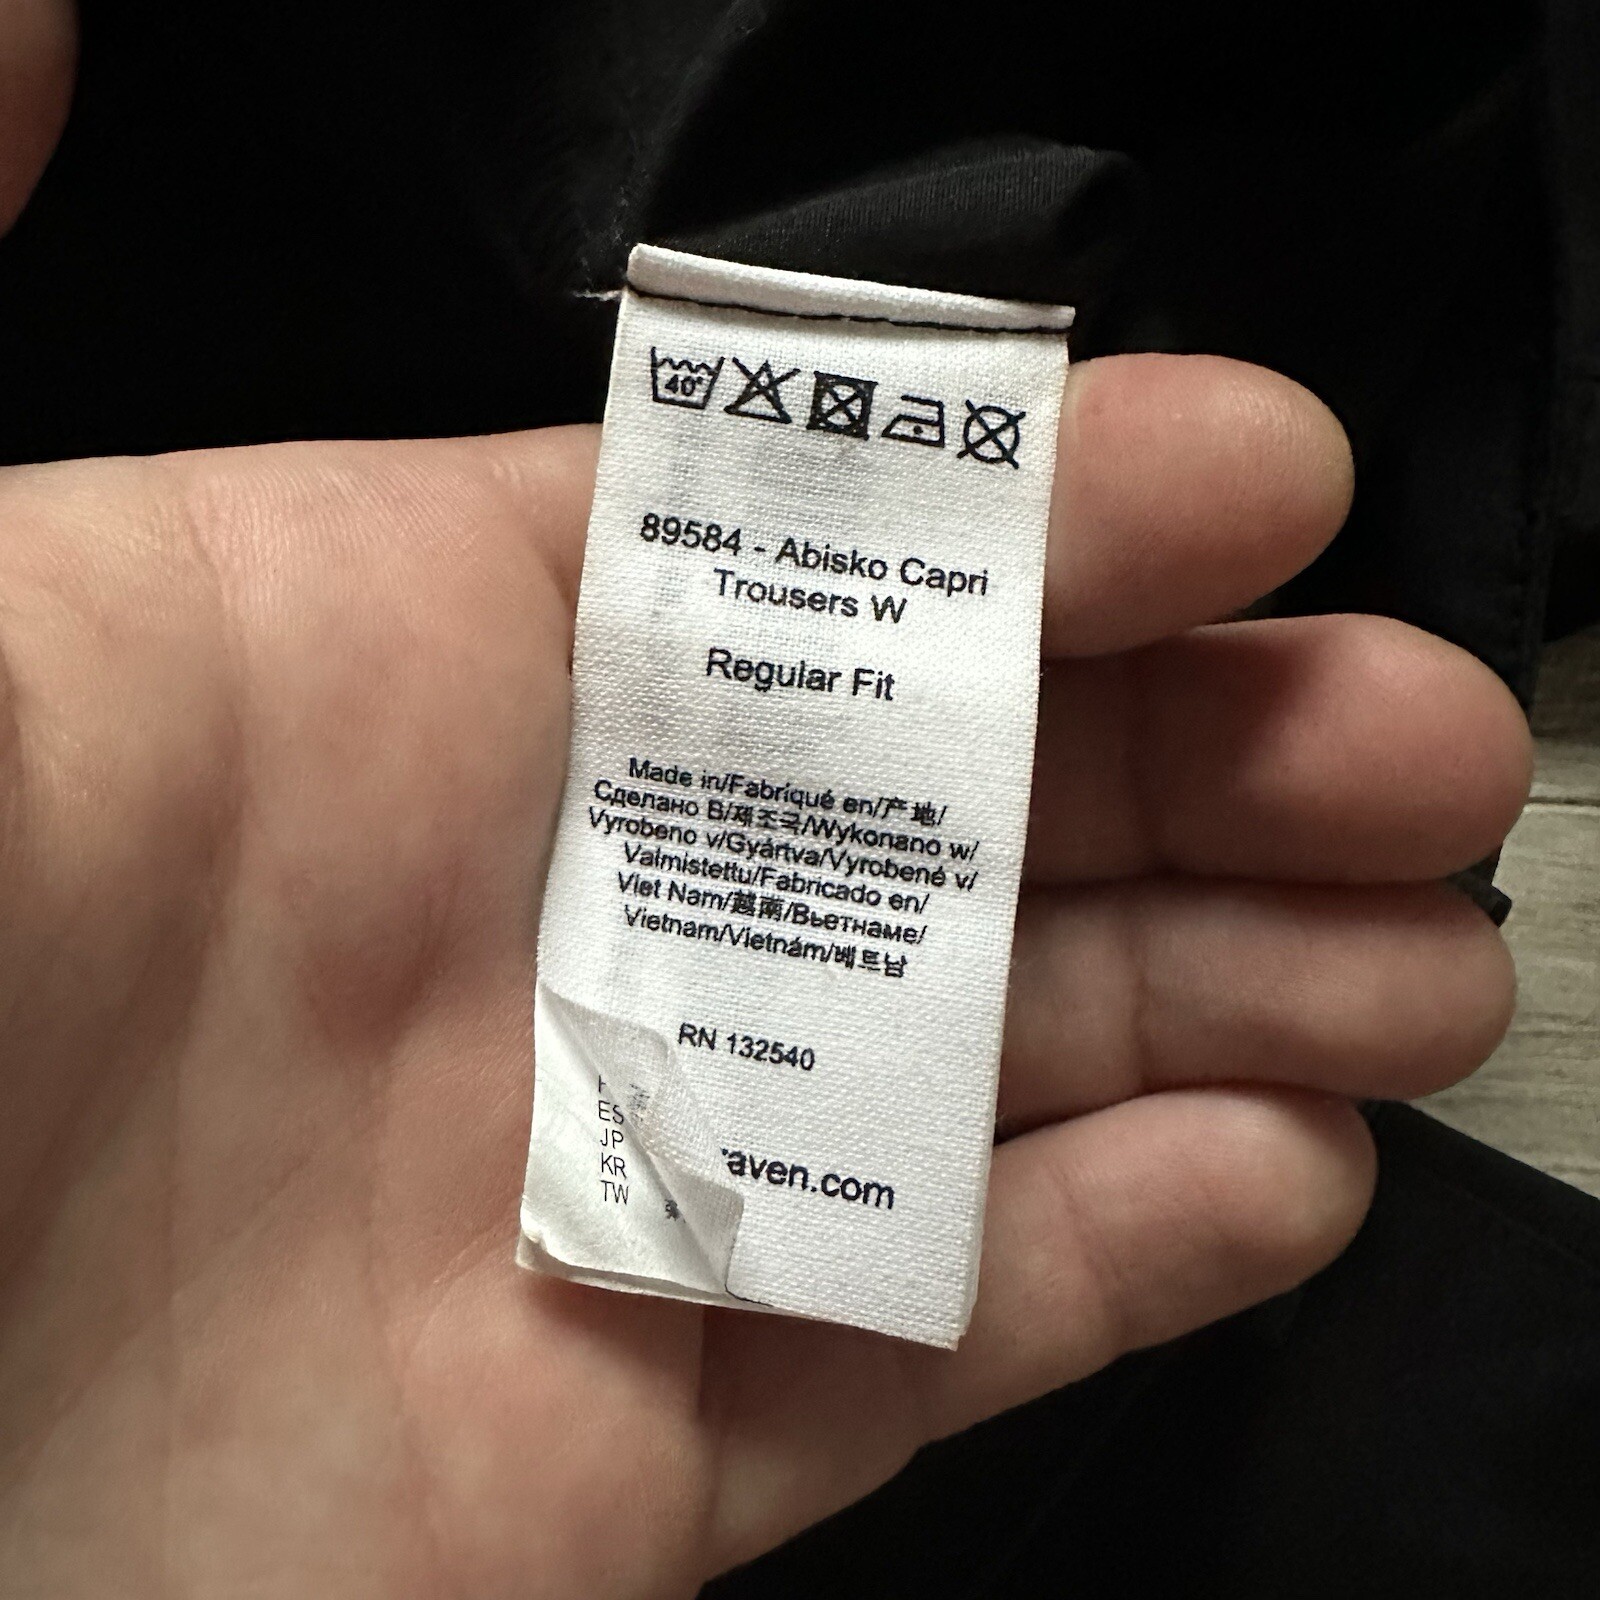 40°
89584 - Abisko Capri
Trousers W
Regular Fit
Made in/Fabriqué en/产地/
Сделано В/제조국/Wykonano w/
Vyrobeno v/Gyártva/Vyrobené v/
Valmistettu/Fabricado en/
Viet Nam/越南/Вьетнаме/
Vietnam/Vietnám/베트남
RN 132540
ES
JP
KR
TW
aven.com